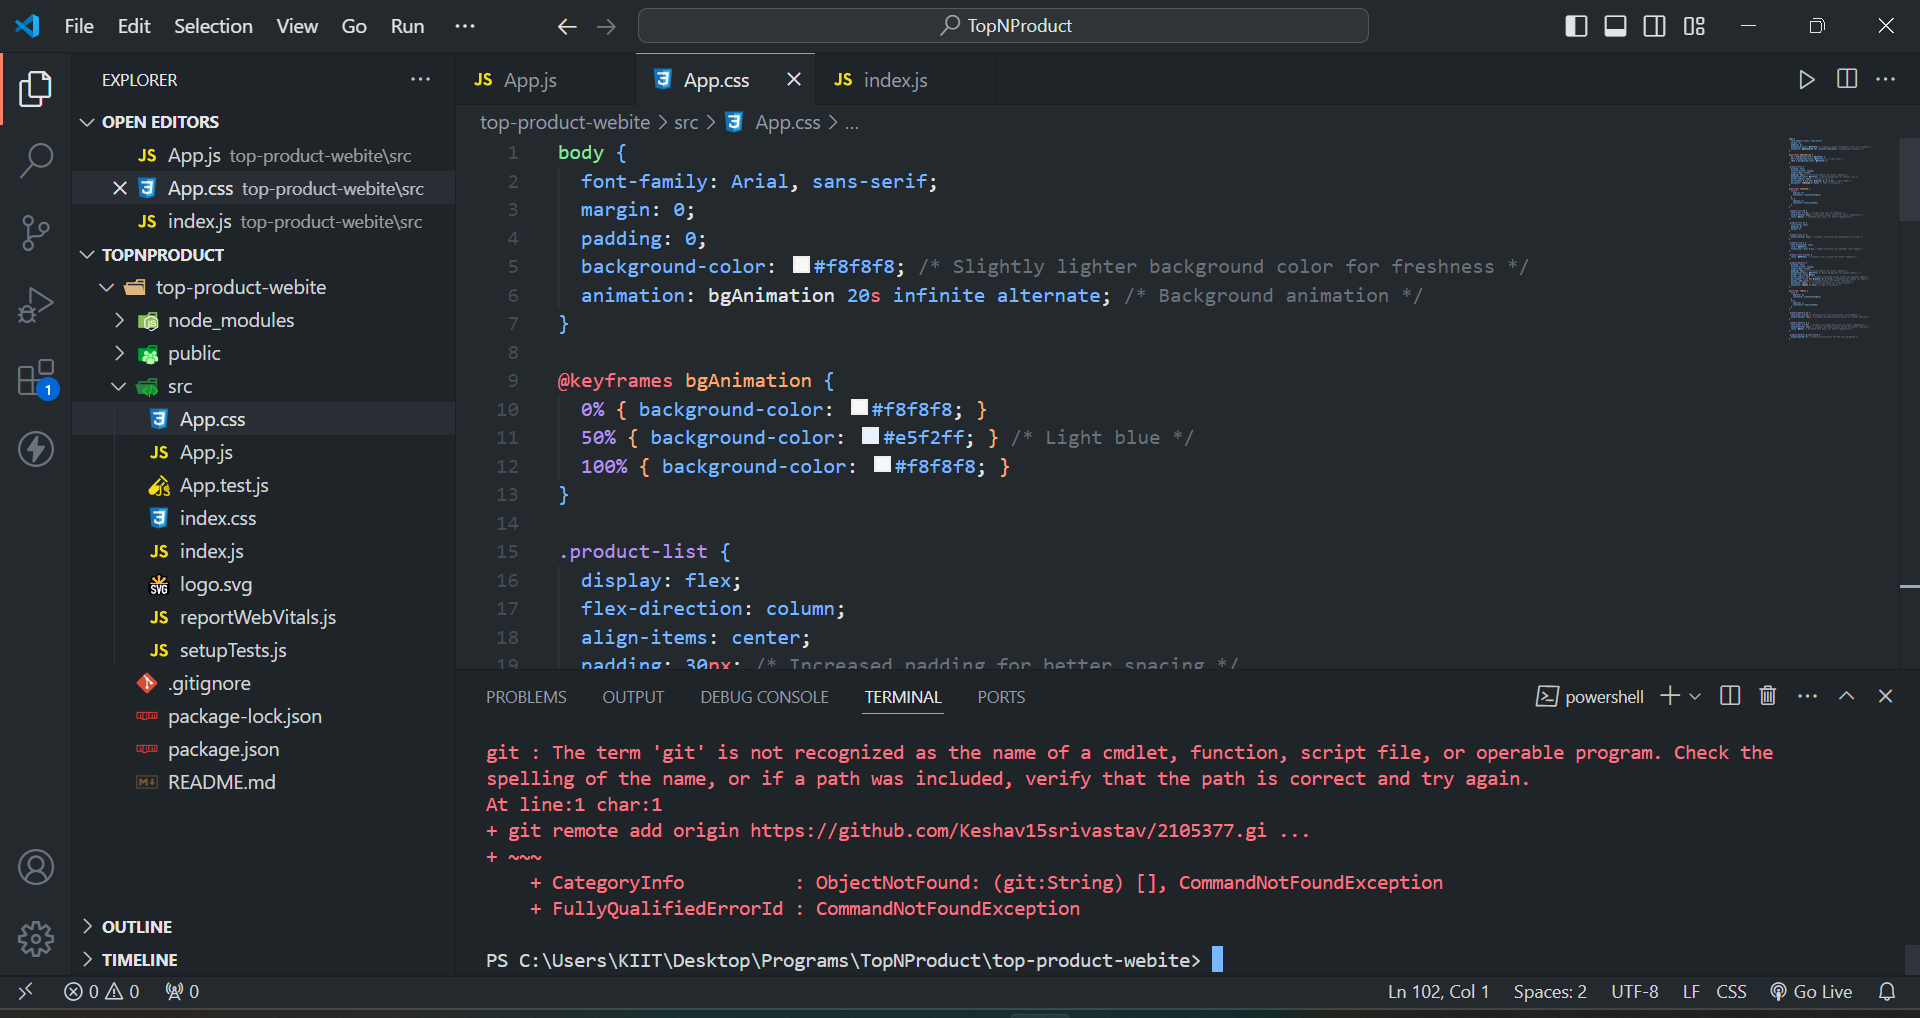 File Edit Selection View Go Run ···
TopNProduct
EXPLORER
OPEN EDITORS
JS App.js top-product-webite\src
App.css top-product-webite\src
JS index.js top-product-webite\src
TOPNPRODUCT
top-product-webite
node_modules
public
src
App.css
JS App.js
App.test.js
index.css
JS index.js
SVG logo.svg
JS reportWebVitals.js
JS setupTests.js
.gitignore
npm package-lock.json
npm package.json
README.md
OUTLINE
TIMELINE
1
JS App.js
App.css
JS index.js
top-product-webite > src > App.css > ...
1 body {
2 font-family: Arial, sans-serif;
3 margin: 0;
4 padding: 0;
5 background-color: #f8f8f8; /* Slightly lighter background color for freshness */
6 animation: bgAnimation 20s infinite alternate; /* Background animation */
7 }
8
9 @keyframes bgAnimation {
10 0% { background-color: #f8f8f8; }
11 50% { background-color: #e5f2ff; } /* Light blue */
12 100% { background-color: #f8f8f8; }
13 }
14
15 .product-list {
16 display: flex;
17 flex-direction: column;
18 align-items: center;
19 padding: 30px; /* Increased padding for better spacing */
PROBLEMS OUTPUT DEBUG CONSOLE TERMINAL PORTS
powershell
git : The term 'git' is not recognized as the name of a cmdlet, function, script file, or operable program. Check the
spelling of the name, or if a path was included, verify that the path is correct and try again.
At line:1 char:1
+ git remote add origin https://github.com/Keshav15srivastav/2105377.gi ...
+ ~~~
+ CategoryInfo : ObjectNotFound: (git:String) [], CommandNotFoundException
+ FullyQualifiedErrorId : CommandNotFoundException
PS C:\Users\KIIT\Desktop\Programs\TopNProduct\top-product-webite>
0 0 0
Ln 102, Col 1 Spaces: 2 UTF-8 LF CSS Go Live